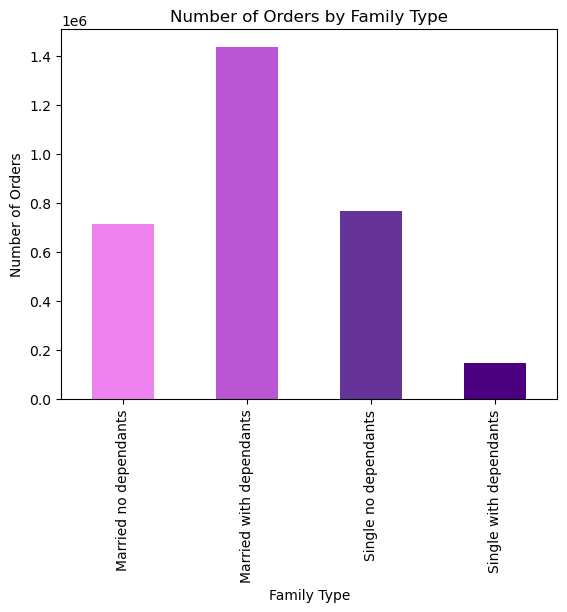 Number of Orders by Family Type
1e6
1.4
1.2
1.0
0.8
0.6
0.4
0.2
0.0
Number of Orders
Married no dependants
Married with dependants
Single no dependants
Single with dependants
Family Type